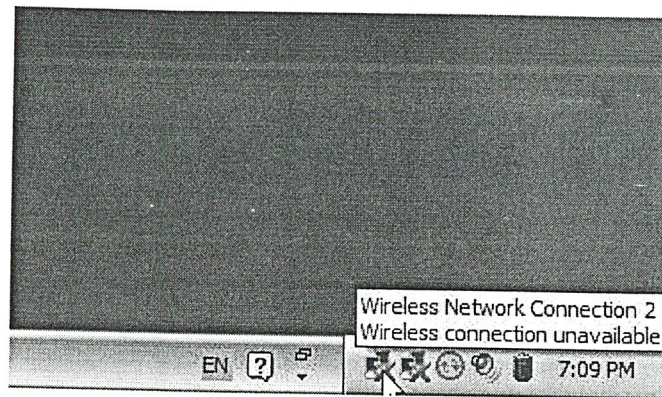 Wireless Network Connection 2
Wireless connection unavailable
EN ? 7:09 PM